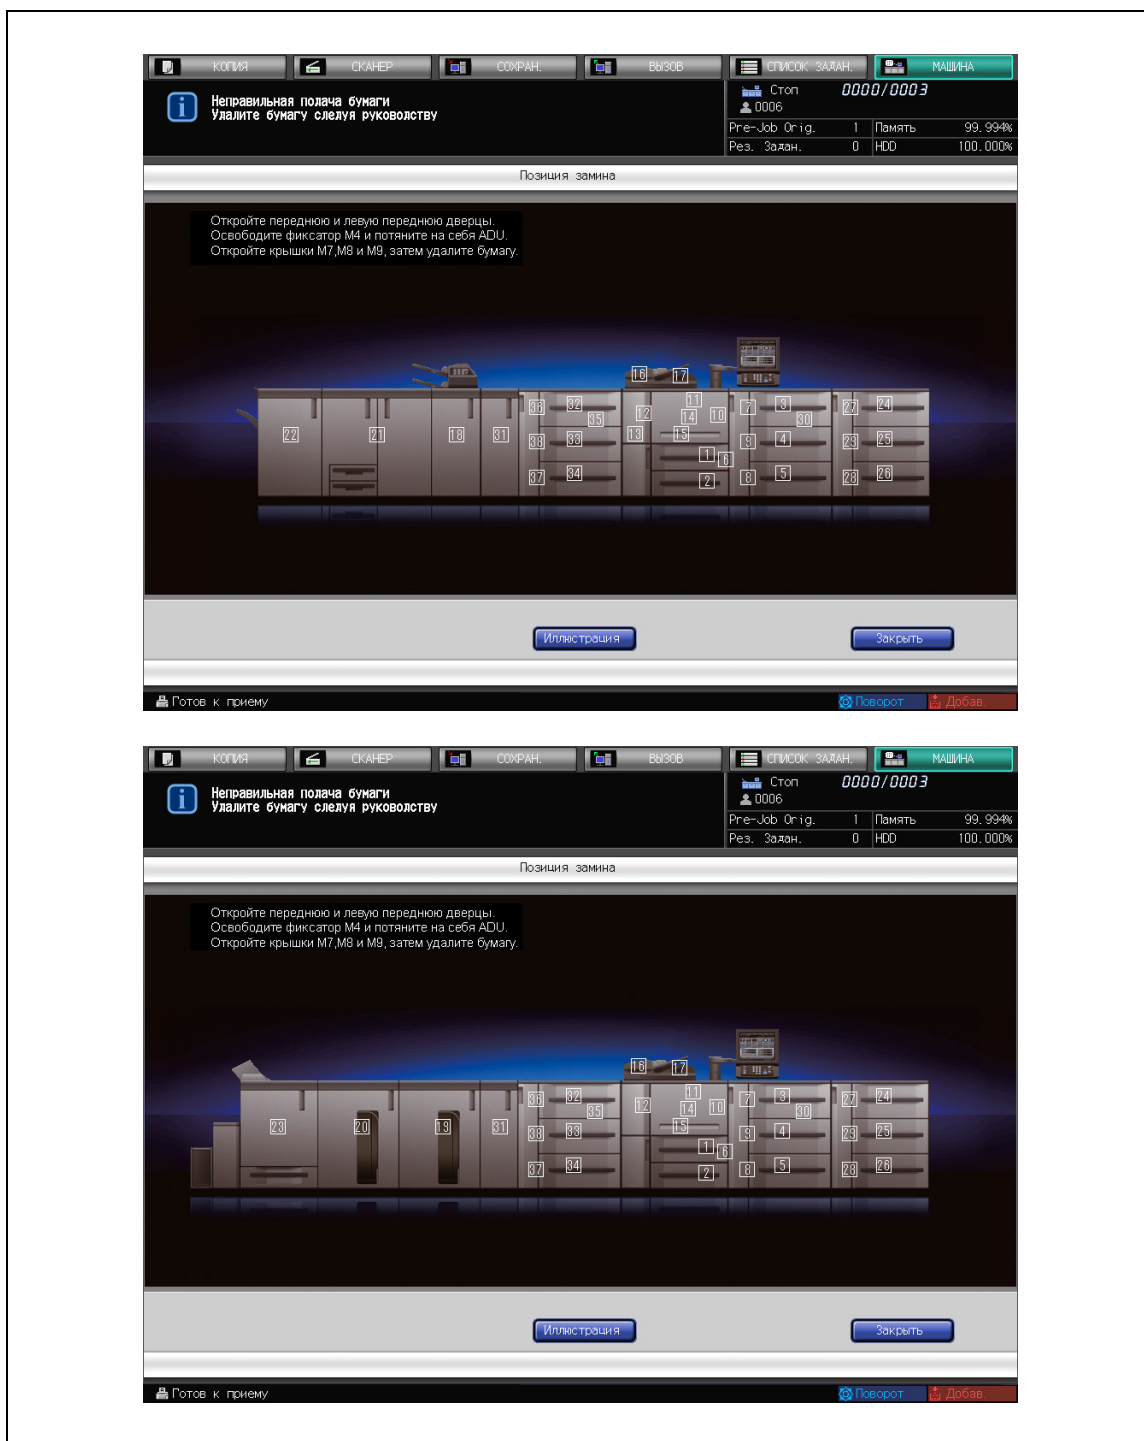 КОПИЯ СКАНЕР СОХРАН. ВЫЗОВ СПИСОК ЗАДАН. МАШИНА
Неправильная подача бумаги
Удалите бумагу следуя руководству
Стоп 0000/0003
0006
Pre-Job Orig. 1 Память 99.994%
Рез. Задан. 0 HDD 100.000%
Позиция замина
Откройте переднюю и левую переднюю дверцы.
Освободите фиксатор M4 и потяните на себя ADU.
Откройте крышки M7,M8 и M9, затем удалите бумагу.
16 17
36 32 35 12 11 14 10 7 3 30 27 24
22 21 18 31 38 33 13 15 9 4 29 25
1 6
37 34 2 8 5 28 26
Иллюстрация Закрыть
Готов к приему Поворот Добав.
КОПИЯ СКАНЕР СОХРАН. ВЫЗОВ СПИСОК ЗАДАН. МАШИНА
Неправильная подача бумаги
Удалите бумагу следуя руководству
Стоп 0000/0003
0006
Pre-Job Orig. 1 Память 99.994%
Рез. Задан. 0 HDD 100.000%
Позиция замина
Откройте переднюю и левую переднюю дверцы.
Освободите фиксатор M4 и потяните на себя ADU.
Откройте крышки M7,M8 и M9, затем удалите бумагу.
16 17
36 32 35 12 11 14 10 7 3 30 27 24
23 20 19 31 38 33 15 9 4 29 25
1 6
37 34 2 8 5 28 26
Иллюстрация Закрыть
Готов к приему Поворот Добав.